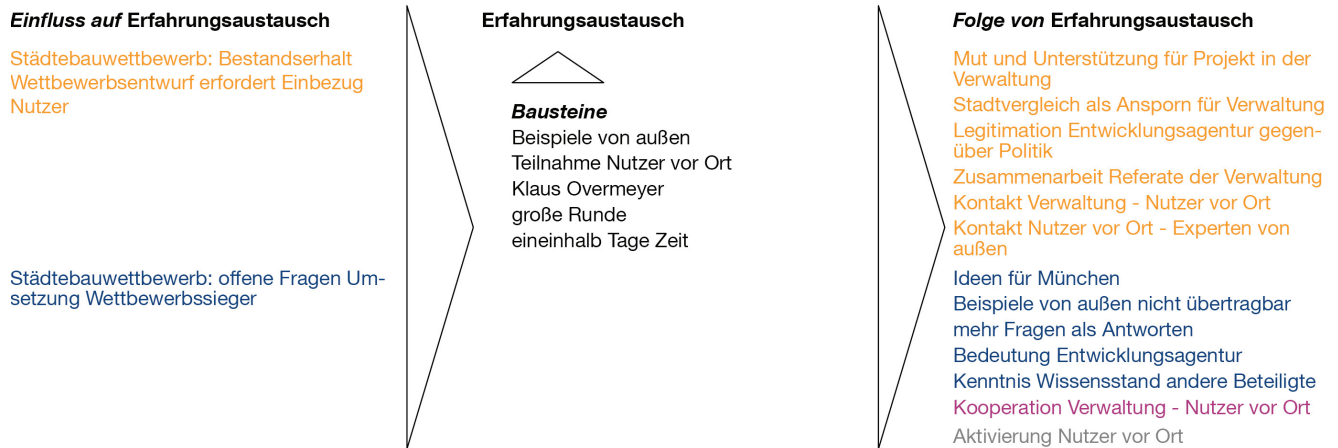 Einfluss auf Erfahrungsaustausch
Städtebauwettbewerb: Bestandserhalt
Wettbewerbsentwurf erfordert Einbezug
Nutzer
Städtebauwettbewerb: offene Fragen Um-
setzung Wettbewerbssieger
Erfahrungsaustausch
Bausteine
Beispiele von außen
Teilnahme Nutzer vor Ort
Klaus Overmeyer
große Runde
eineinhalb Tage Zeit
Folge von Erfahrungsaustausch
Mut und Unterstützung für Projekt in der
Verwaltung
Stadtvergleich als Ansporn für Verwaltung
Legitimation Entwicklungsagentur gegen-
über Politik
Zusammenarbeit Referate der Verwaltung
Kontakt Verwaltung - Nutzer vor Ort
Kontakt Nutzer vor Ort - Experten von
außen
Ideen für München
Beispiele von außen nicht übertragbar
mehr Fragen als Antworten
Bedeutung Entwicklungsagentur
Kenntnis Wissensstand andere Beteiligte
Kooperation Verwaltung - Nutzer vor Ort
Aktivierung Nutzer vor Ort